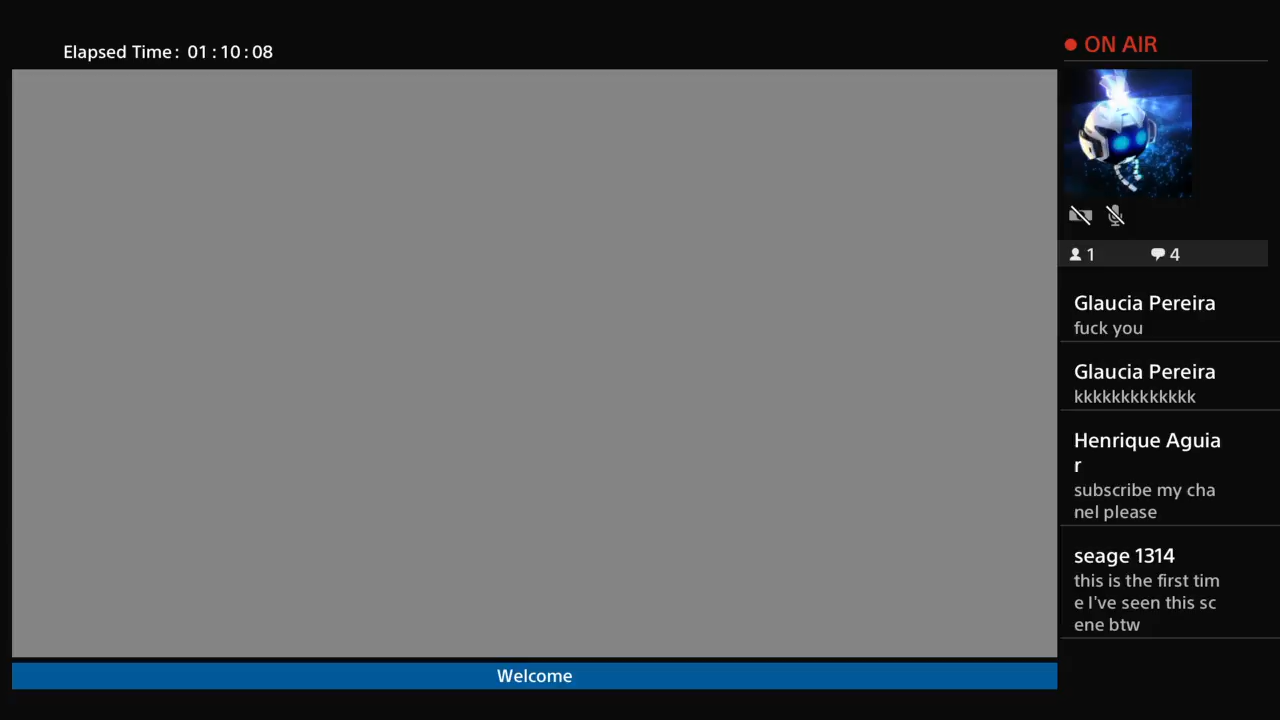 Elapsed Time: 01:10:08
ON AIR
1 4
Glaucia Pereira
fuck you
Glaucia Pereira
kkkkkkkkkkkkk
Henrique Aguia
r
subscribe my cha
nel please
seage 1314
this is the first tim
e I've seen this sc
ene btw
Welcome